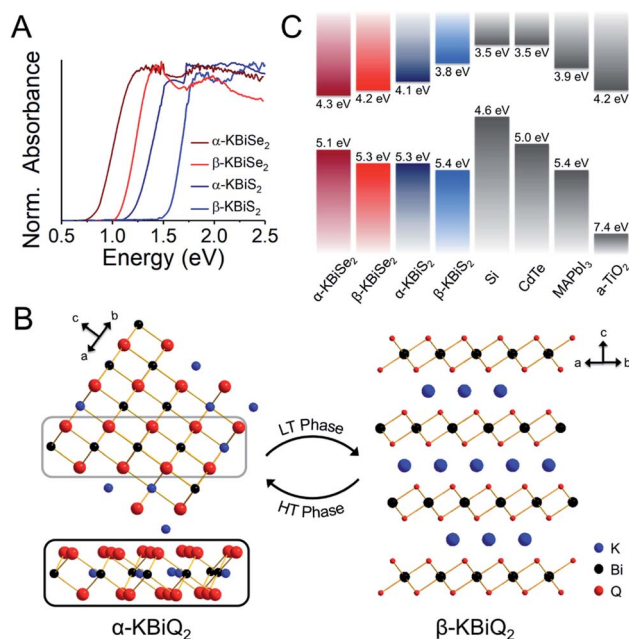 A
Norm. Absorbance
α-KBiSe₂
β-KBiSe₂
α-KBiS₂
β-KBiS₂
0.5 1.0 1.5 2.0 2.5
Energy (eV)
C
4.3 eV
4.2 eV
4.1 eV
3.8 eV
3.5 eV
3.5 eV
3.9 eV
4.2 eV
5.1 eV
5.3 eV
5.3 eV
5.4 eV
4.6 eV
5.0 eV
5.4 eV
7.4 eV
α-KBiSe₂
β-KBiSe₂
α-KBiS₂
β-KBiS₂
Si
CdTe
MAPbI₃
a-TiO₂
B
c
b
a
LT Phase
HT Phase
α-KBiQ₂
c
a
b
K
Bi
Q
β-KBiQ₂